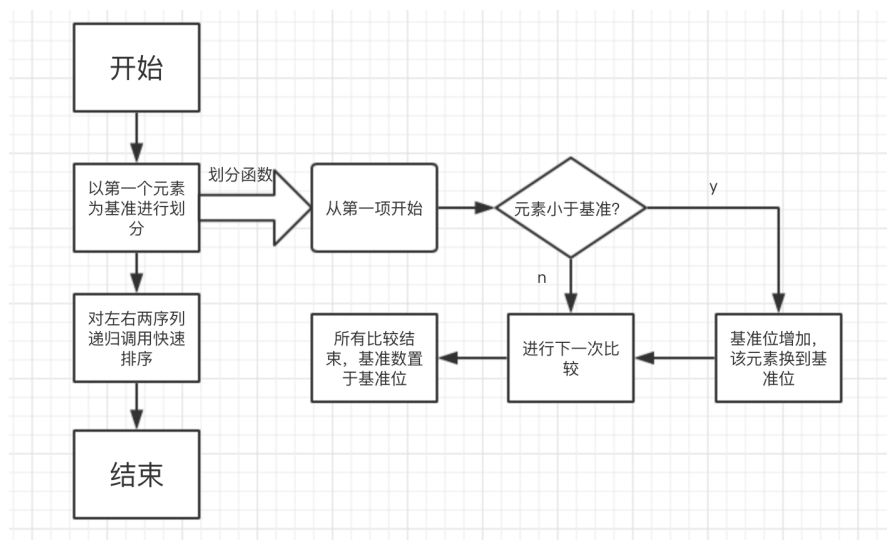 开始
以第一个元素
为基准进行划
分
划分函数
从第一项开始
元素小于基准?
y
n
对左右两序列
递归调用快速
排序
所有比较结
束，基准数置
于基准位
进行下一次比
较
基准位增加，
该元素换到基
准位
结束